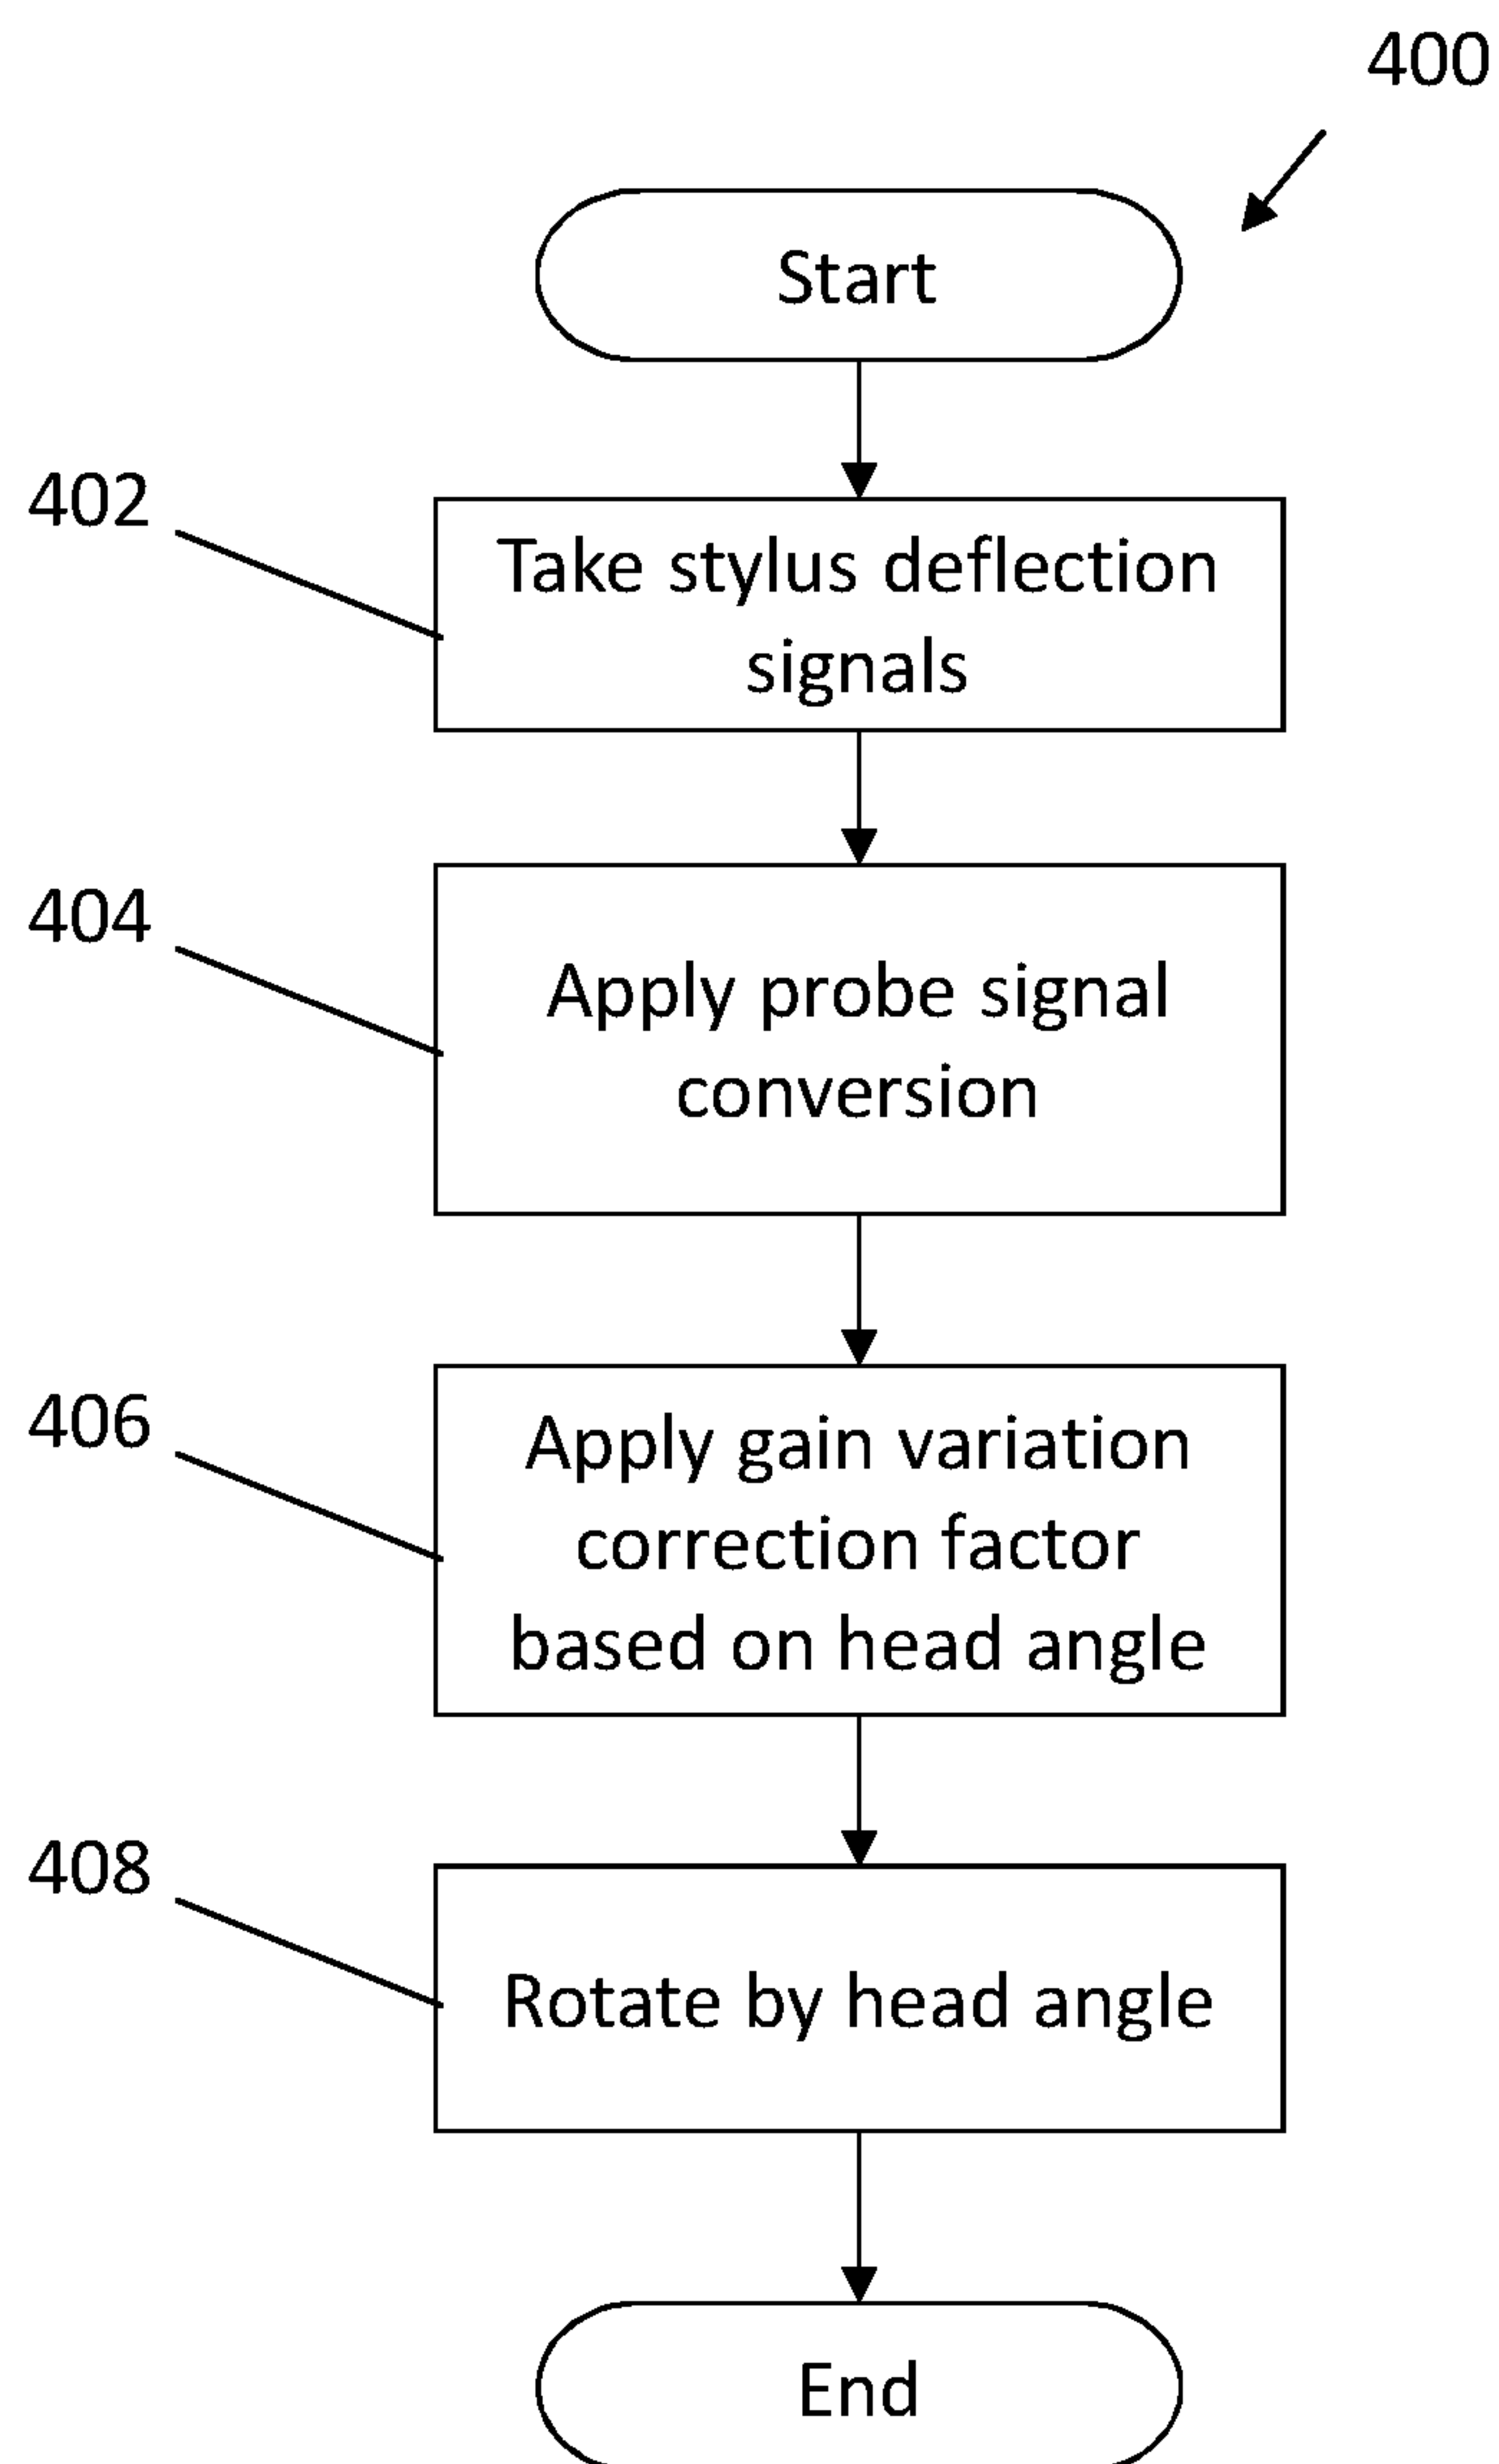 400
Start
402
Take stylus deflection
signals
404
Apply probe signal
conversion
406
Apply gain variation
correction factor
based on head angle
408
Rotate by head angle
End